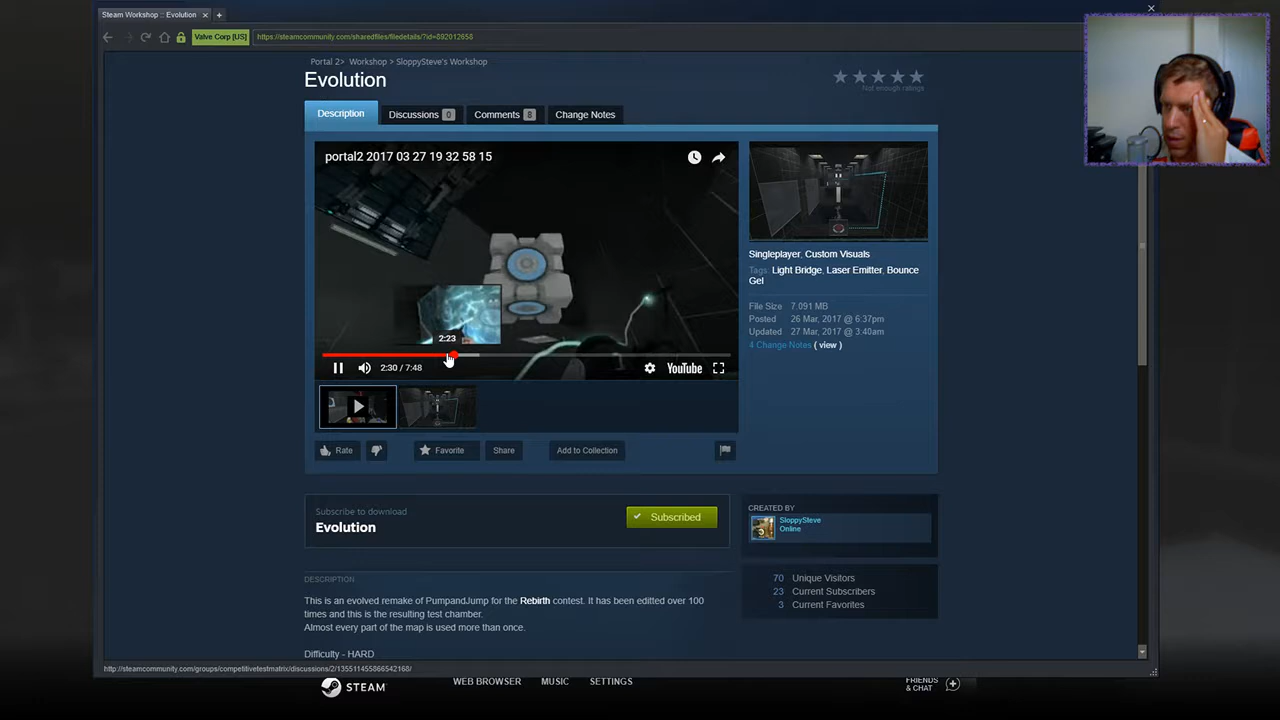 Steam Workshop :: Evolution × +
Valve Corp [US] https://steamcommunity.com/sharedfiles/filedetails/?id=892012658
Portal 2> Workshop > SloppySteve's Workshop
Evolution
Not enough ratings
Description Discussions 0 Comments 8 Change Notes
portal2 2017 03 27 19 32 58 15
Singleplayer, Custom Visuals
Tags: Light Bridge, Laser Emitter, Bounce
Gel
File Size 7.091 MB
Posted 26 Mar, 2017 @ 6:37pm
Updated 27 Mar, 2017 @ 3:40am
4 Change Notes ( view )
2:23
2:30 / 7:48 YouTube
Rate Favorite Share Add to Collection
Subscribe to download
Evolution
Subscribed
CREATED BY
SloppySteve
Online
3
70 Unique Visitors
23 Current Subscribers
3 Current Favorites
DESCRIPTION
This is an evolved remake of PumpandJump for the Rebirth contest. It has been editted over 100
times and this is the resulting test chamber.
Almost every part of the map is used more than once.
Difficulty - HARD
http://steamcommunity.com/groups/competitivetestmatrix/discussions/2/135511455866542168/
STEAM WEB BROWSER MUSIC SETTINGS FRIENDS
& CHAT